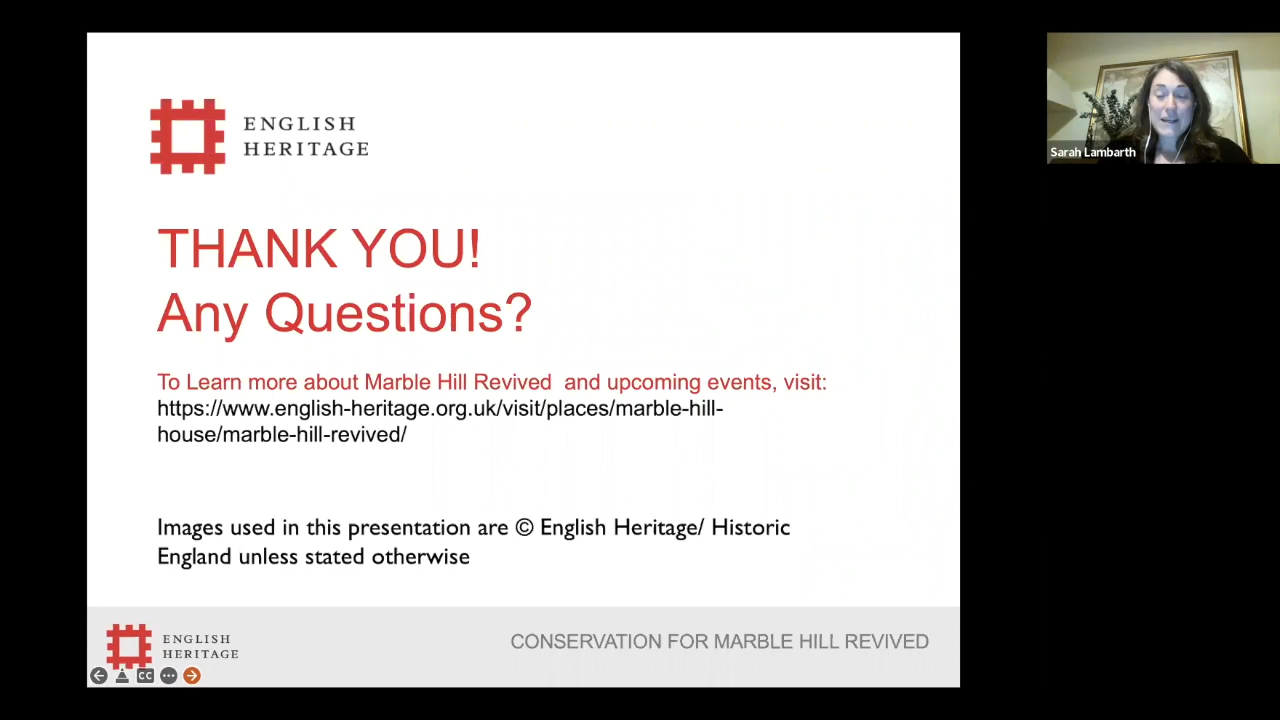 ENGLISH
HERITAGE
THANK YOU!
Any Questions?
To Learn more about Marble Hill Revived  and upcoming events, visit:
https://www.english-heritage.org.uk/visit/places/marble-hill-
house/marble-hill-revived/
Images used in this presentation are © English Heritage/ Historic
England unless stated otherwise
ENGLISH
HERITAGE
CONSERVATION FOR MARBLE HILL REVIVED
CC
Sarah Lambarth